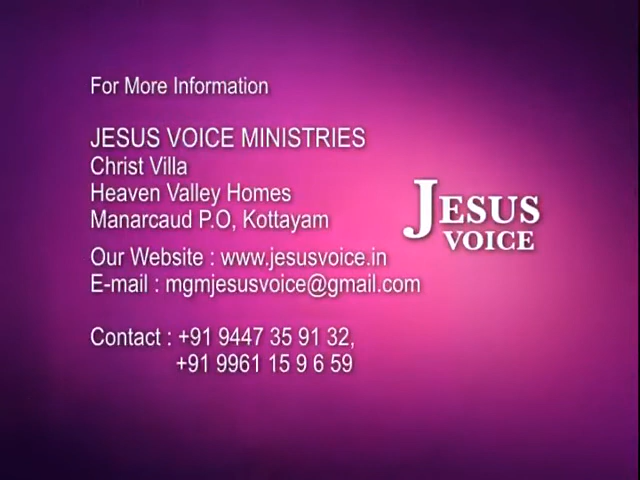 For More Information
JESUS VOICE MINISTRIES
Christ Villa
Heaven Valley Homes
Manarcaud P.O, Kottayam
Our Website : www.jesusvoice.in
E-mail : mgmjesusvoice@gmail.com
Contact : +91 9447 35 91 32,
+91 9961 15 9 6 59
JESUS
VOICE